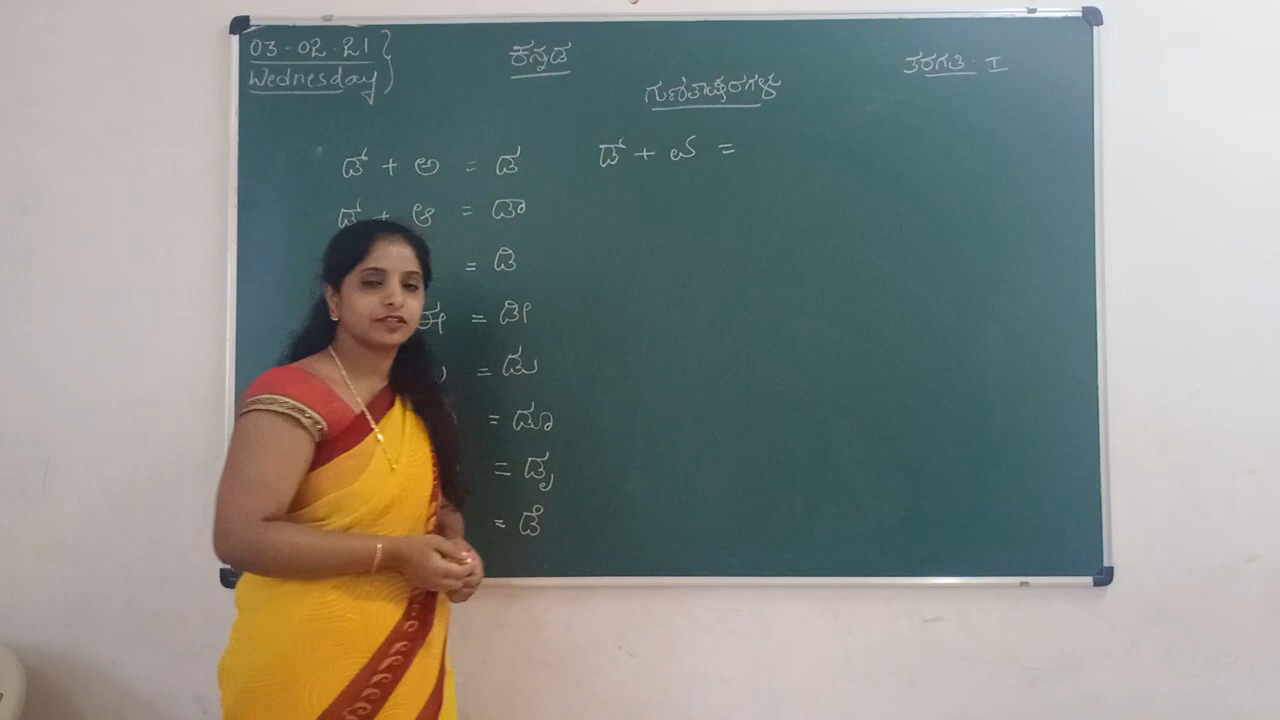 03-02-21
Wednesday
ಕನ್ನಡ
ತರಗತಿ - I
ಗುಣಿತಾಕ್ಷರಗಳು
ಡ್ + ಅ = ಡ
ಡ್ + ಆ = ಡಾ
= ಡಿ
ಈ = ಡೀ
= ಡು
= ಡೂ
= ಡೃ
= ಡೆ
ಡ್ + ಏ =